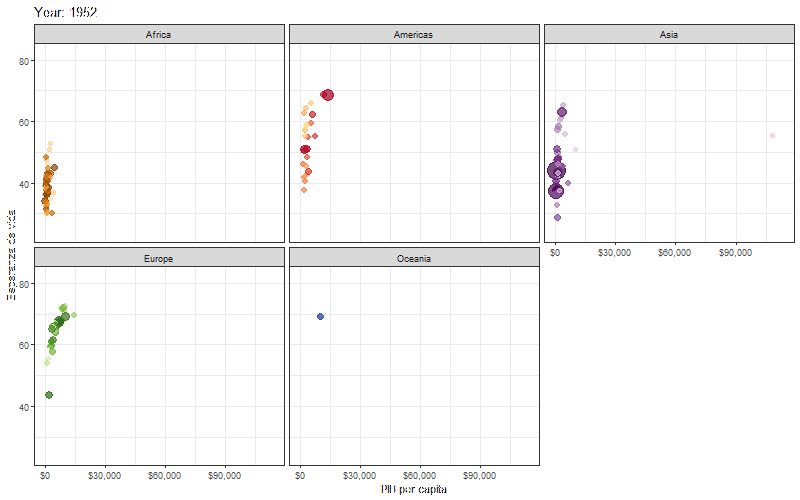 Year: 1952
Africa
Americas
Asia
80
60
40
$0
$30,000
$60,000
$90,000
Europe
Oceania
80
60
40
$0
$30,000
$60,000
$90,000
$0
$30,000
$60,000
$90,000
Esperanza de vida
PIB per capita